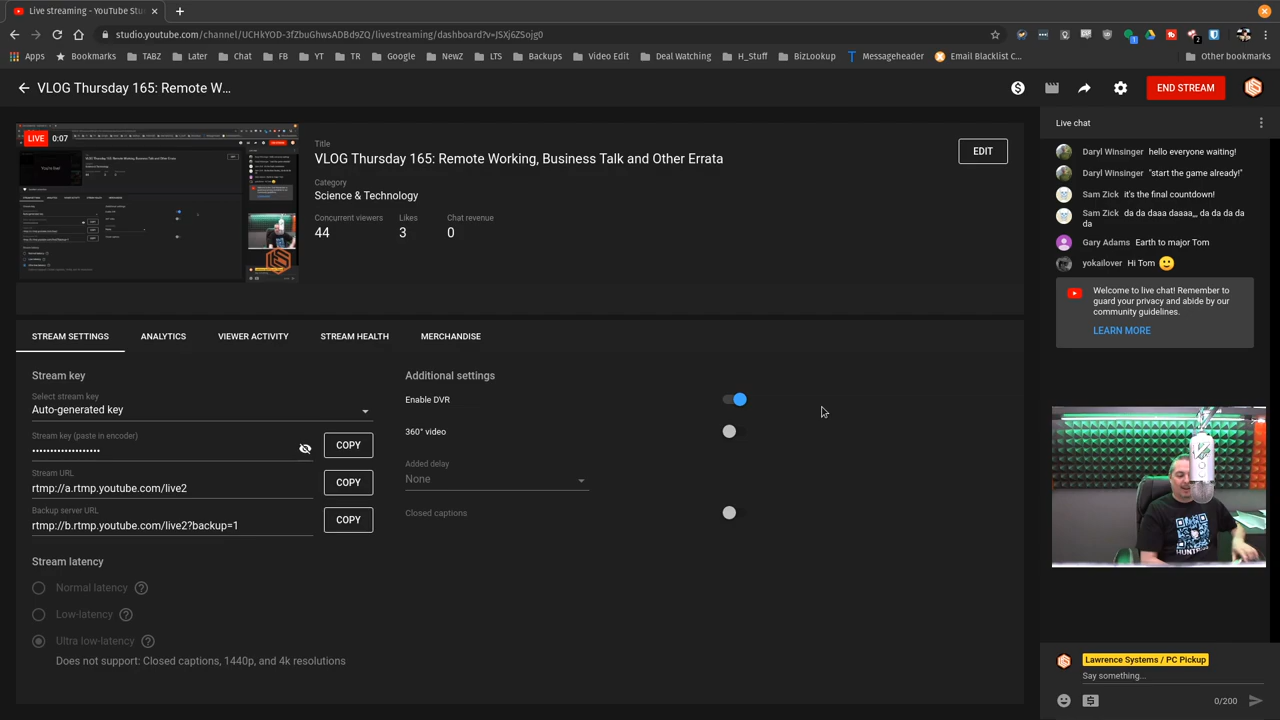 Live streaming - YouTube Stu
studio.youtube.com/channel/UCHkYOD-3fZbuGhwsADBd9ZQ/livestreaming/dashboard?v=JSXj6ZSojg0
Apps
Bookmarks
TABZ
Later
Chat
FB
YT
TR
Google
NewZ
LTS
Backups
Video Edit
Deal Watching
H_Stuff
BizLookup
Messageheader
Email Blacklist C...
Other bookmarks
VLOG Thursday 165: Remote W...
END STREAM
LIVE 0:07
Title
VLOG Thursday 165: Remote Working, Business Talk and Other Errata
EDIT
Category
Science & Technology
Concurrent viewers
44
Likes
3
Chat revenue
0
STREAM SETTINGS
ANALYTICS
VIEWER ACTIVITY
STREAM HEALTH
MERCHANDISE
Stream key
Select stream key
Auto-generated key
Stream key (paste in encoder)
COPY
Stream URL
rtmp://a.rtmp.youtube.com/live2
COPY
Backup server URL
rtmp://b.rtmp.youtube.com/live2?backup=1
COPY
Stream latency
Normal latency
Low-latency
Ultra low-latency
Does not support: Closed captions, 1440p, and 4k resolutions
Additional settings
Enable DVR
360° video
Added delay
None
Closed captions
Live chat
Daryl Winsinger hello everyone waiting!
Daryl Winsinger "start the game already!"
Sam Zick it's the final countdown!
Sam Zick da da daaa daaaa,,, da da da da
da
Gary Adams Earth to major Tom
yokailover Hi Tom
Welcome to live chat! Remember to
guard your privacy and abide by our
community guidelines.
LEARN MORE
HUNTR
Lawrence Systems / PC Pickup
Say something...
0/200